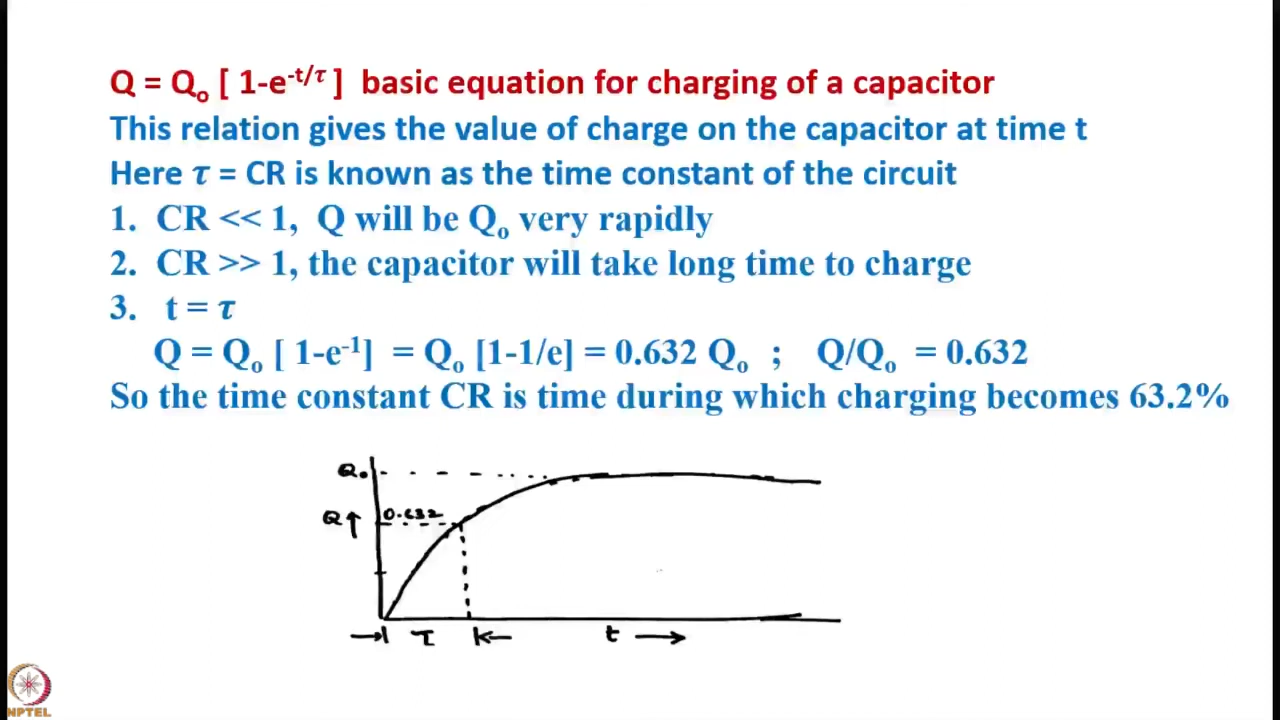 Q = Qₒ [ 1-e⁻ᵗ/ᵀ ] basic equation for charging of a capacitor
This relation gives the value of charge on the capacitor at time t
Here τ = CR is known as the time constant of the circuit
1. CR << 1, Q will be Qₒ very rapidly
2. CR >> 1, the capacitor will take long time to charge
3. t = τ
Q = Qₒ [ 1-e⁻¹] = Qₒ [1-1/e] = 0.632 Qₒ ; Q/Qₒ = 0.632
So the time constant CR is time during which charging becomes 63.2%
Qₒ
Q↑ 0.632
→ τ ← t →
NPTEL